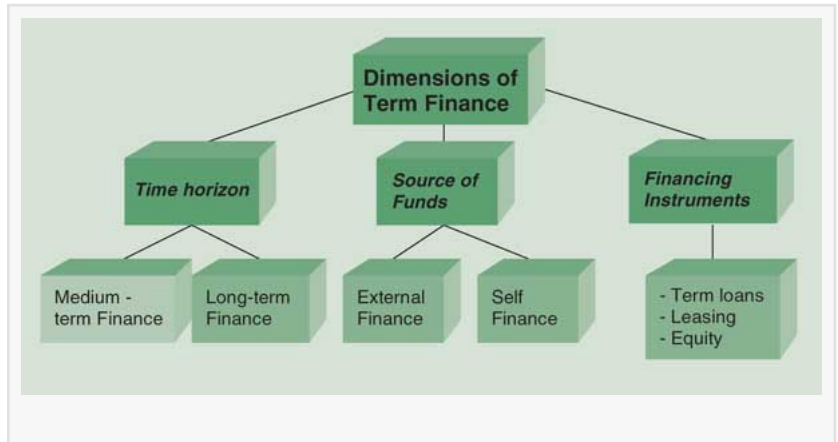 Dimensions of
Term Finance
Time horizon
Source of
Funds
Financing
Instruments
Medium -
term Finance
Long-term
Finance
External
Finance
Self
Finance
- Term loans
- Leasing
- Equity